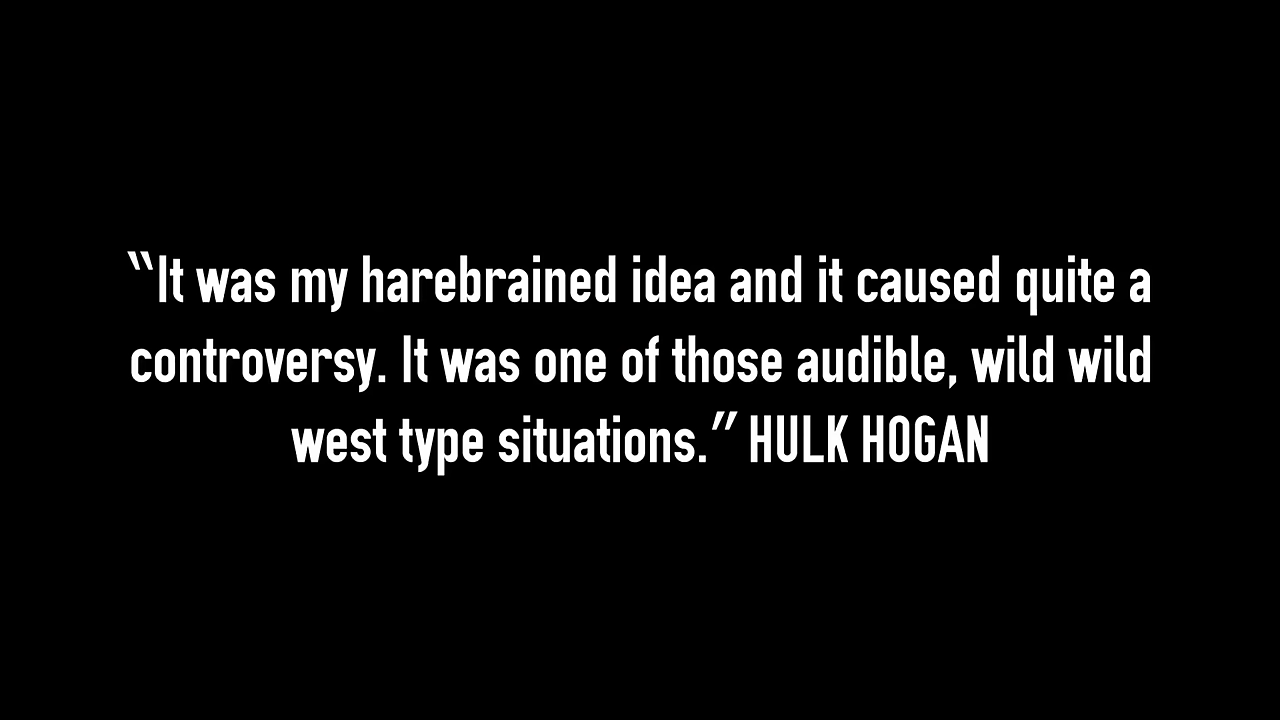 “It was my harebrained idea and it caused quite a
controversy. It was one of those audible, wild wild
west type situations.” HULK HOGAN